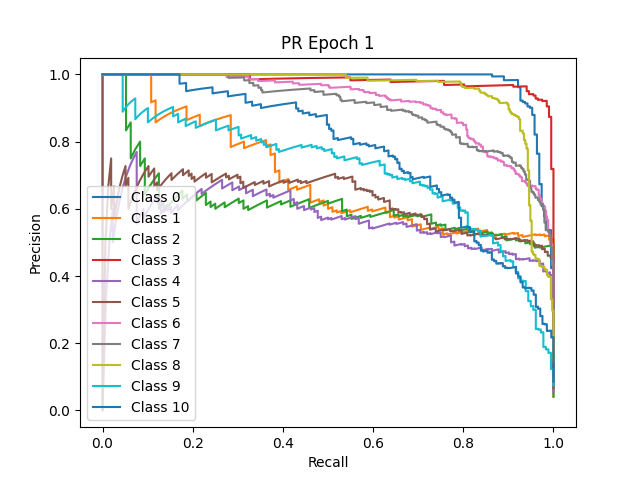 PR Epoch 1
1.0
0.8
0.6
0.4
0.2
0.0
Precision
Class 0
Class 1
Class 2
Class 3
Class 4
Class 5
Class 6
Class 7
Class 8
Class 9
Class 10
0.0 0.2 0.4 0.6 0.8 1.0
Recall